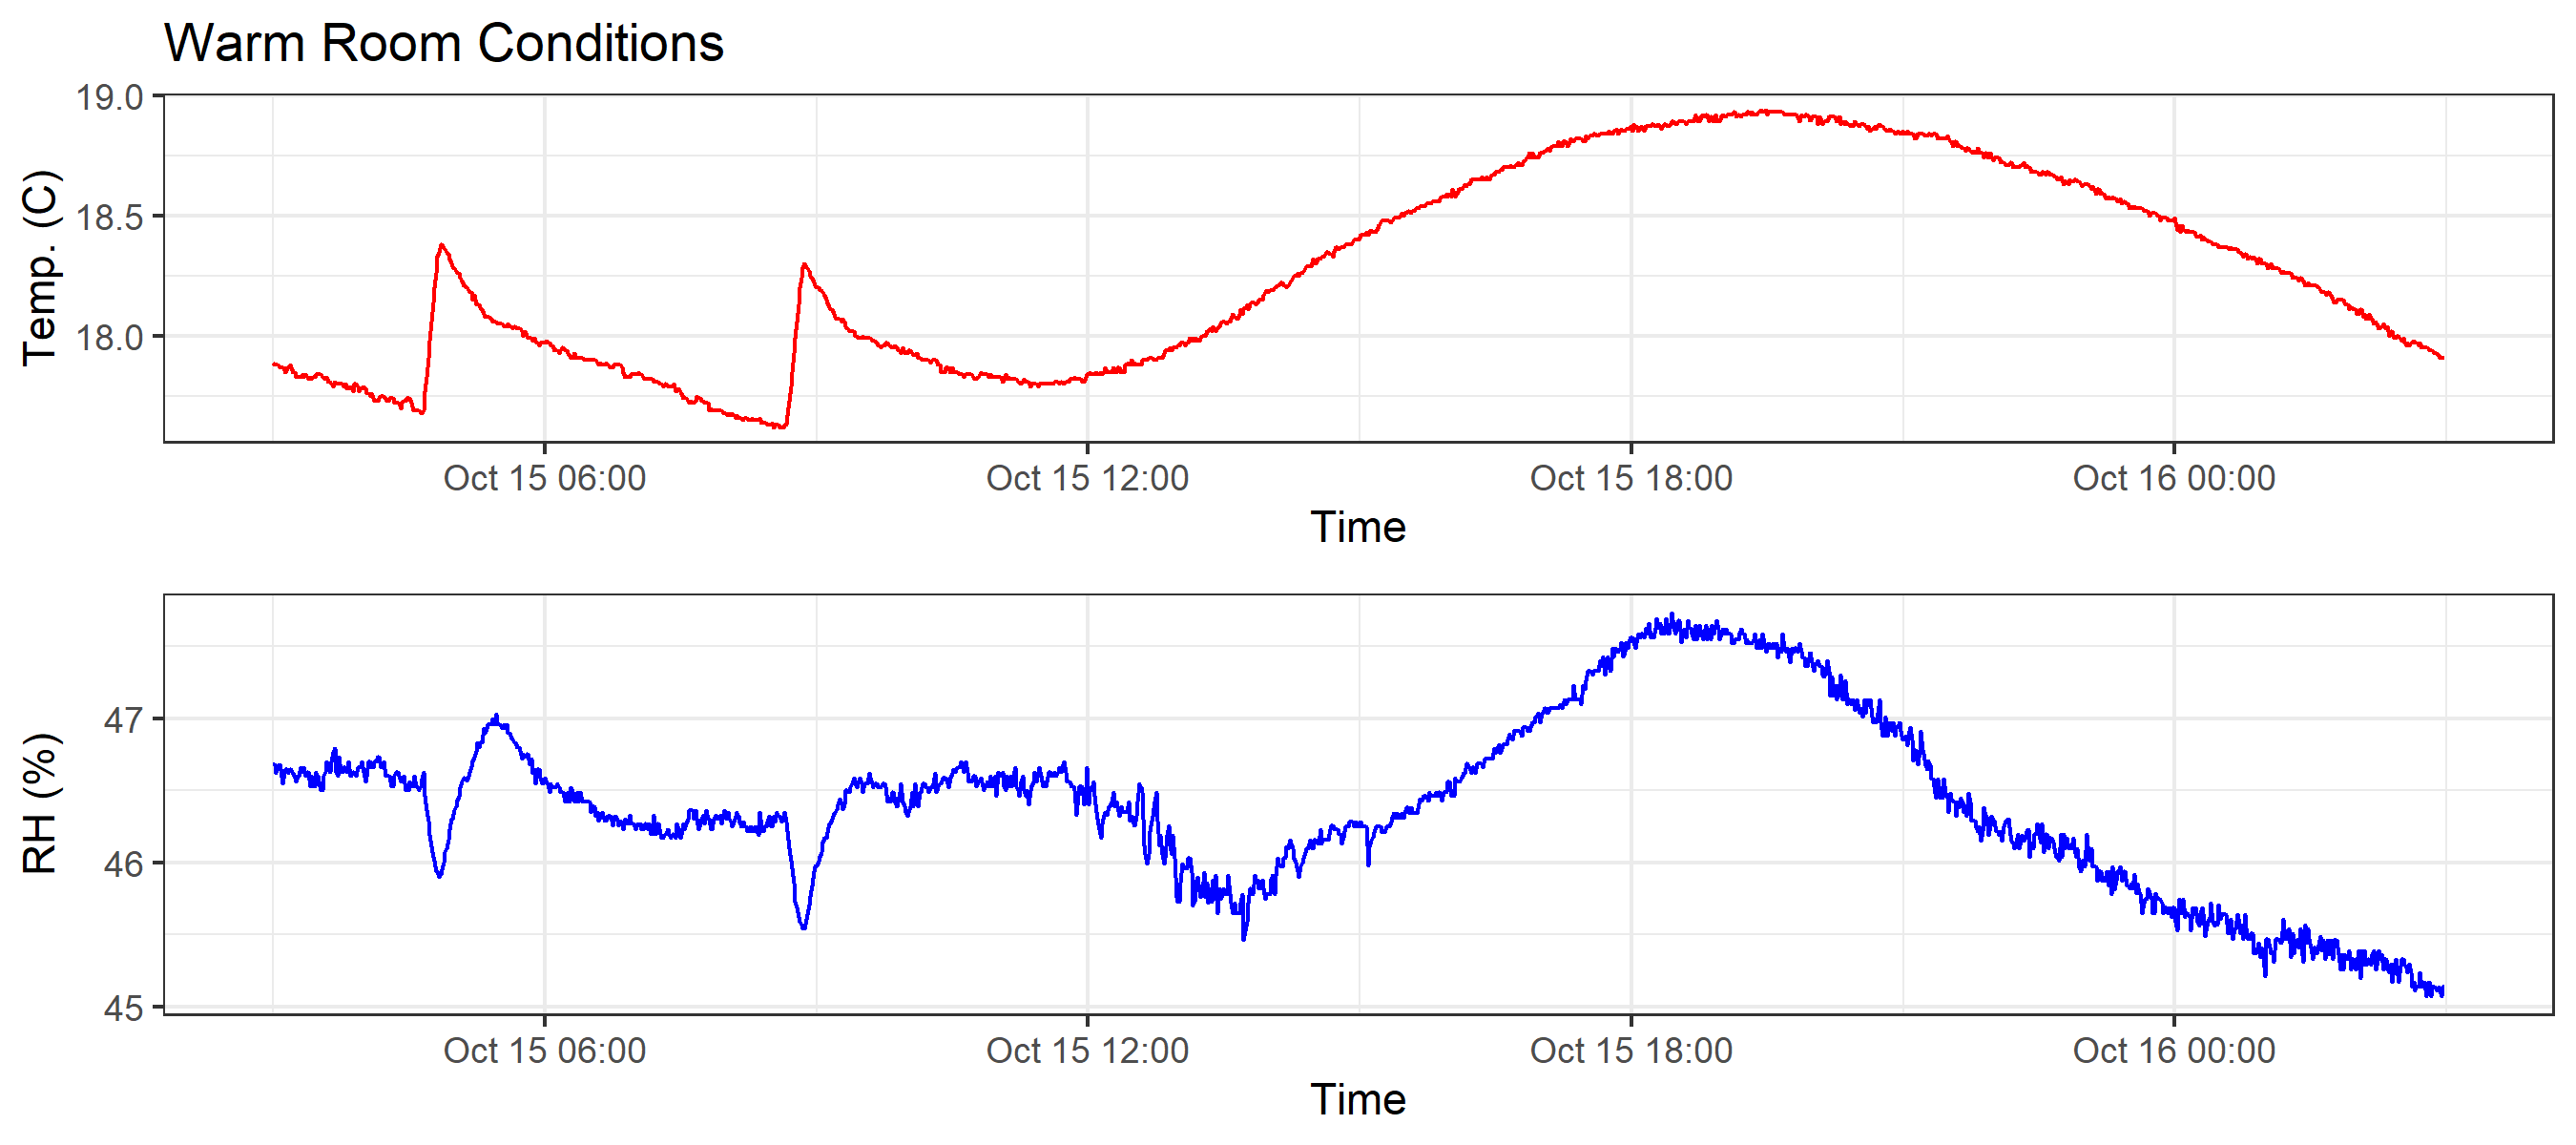 Warm Room Conditions
19.0
18.5
18.0
Temp. (C)
Oct 15 06:00 Oct 15 12:00 Oct 15 18:00 Oct 16 00:00
Time
47
46
45
RH (%)
Oct 15 06:00 Oct 15 12:00 Oct 15 18:00 Oct 16 00:00
Time